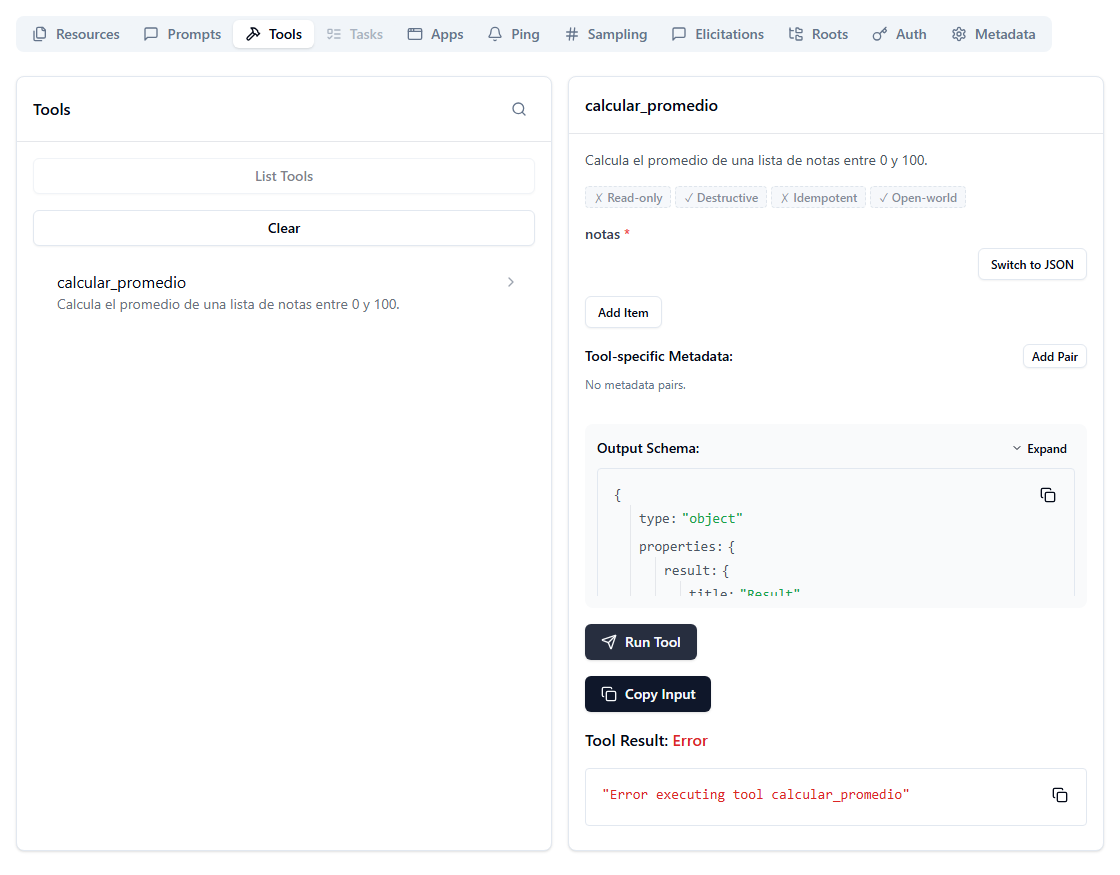 Resources Prompts Tools Tasks Apps Ping Sampling Elicitations Roots Auth Metadata
Tools
List Tools
Clear
calcular_promedio
Calcula el promedio de una lista de notas entre 0 y 100.
calcular_promedio
Calcula el promedio de una lista de notas entre 0 y 100.
✗ Read-only ✓ Destructive ✗ Idempotent ✓ Open-world
notas *
Switch to JSON
Add Item
Tool-specific Metadata: Add Pair
No metadata pairs.
Output Schema: Expand
{
type: "object"
properties: {
result: {
title: "Result"
Run Tool
Copy Input
Tool Result: Error
"Error executing tool calcular_promedio"